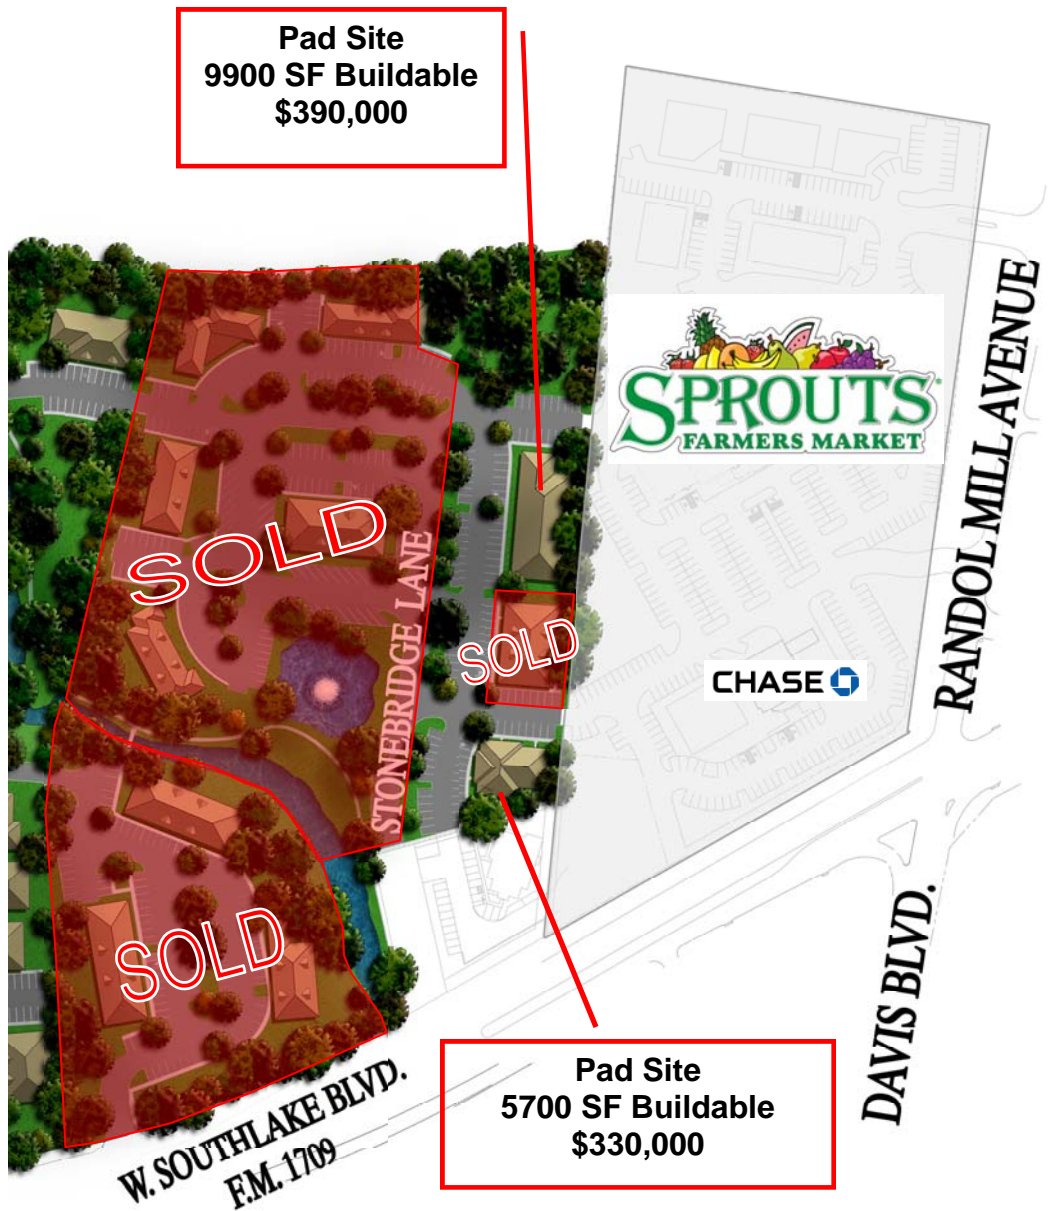 Pad Site
9900 SF Buildable
$390,000
SPROUTS
FARMERS MARKET
RANDOL MILL AVENUE
SOLD
STONEBRIDGE LANE
SOLD
CHASE
SOLD
DAVIS BLVD.
W. SOUTHLAKE BLVD.
F.M. 1709
Pad Site
5700 SF Buildable
$330,000